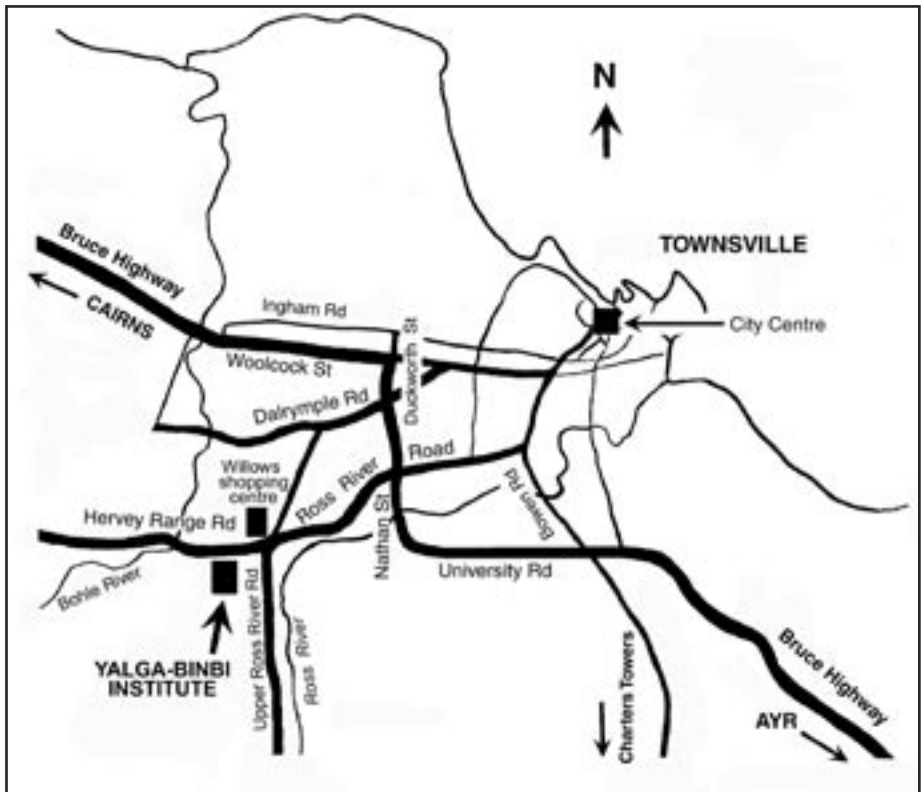 N
TOWNSVILLE
Bruce Highway
CAIRNS
Ingham Rd
City Centre
Woolcock St
Duckworth St
Dalrymple Rd
Willows
shopping
centre
Ross River Road
Hervey Range Rd
Nathan St
Bowen Rd
Bohle River
University Rd
YALGA-BINBI
INSTITUTE
Upper Ross River Rd
Ross River
Charters Towers
Bruce Highway
AYR